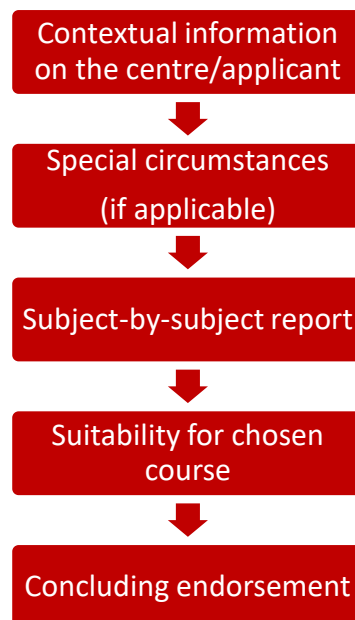 Contextual information
on the centre/applicant
Special circumstances
(if applicable)
Subject-by-subject report
Suitability for chosen
course
Concluding endorsement